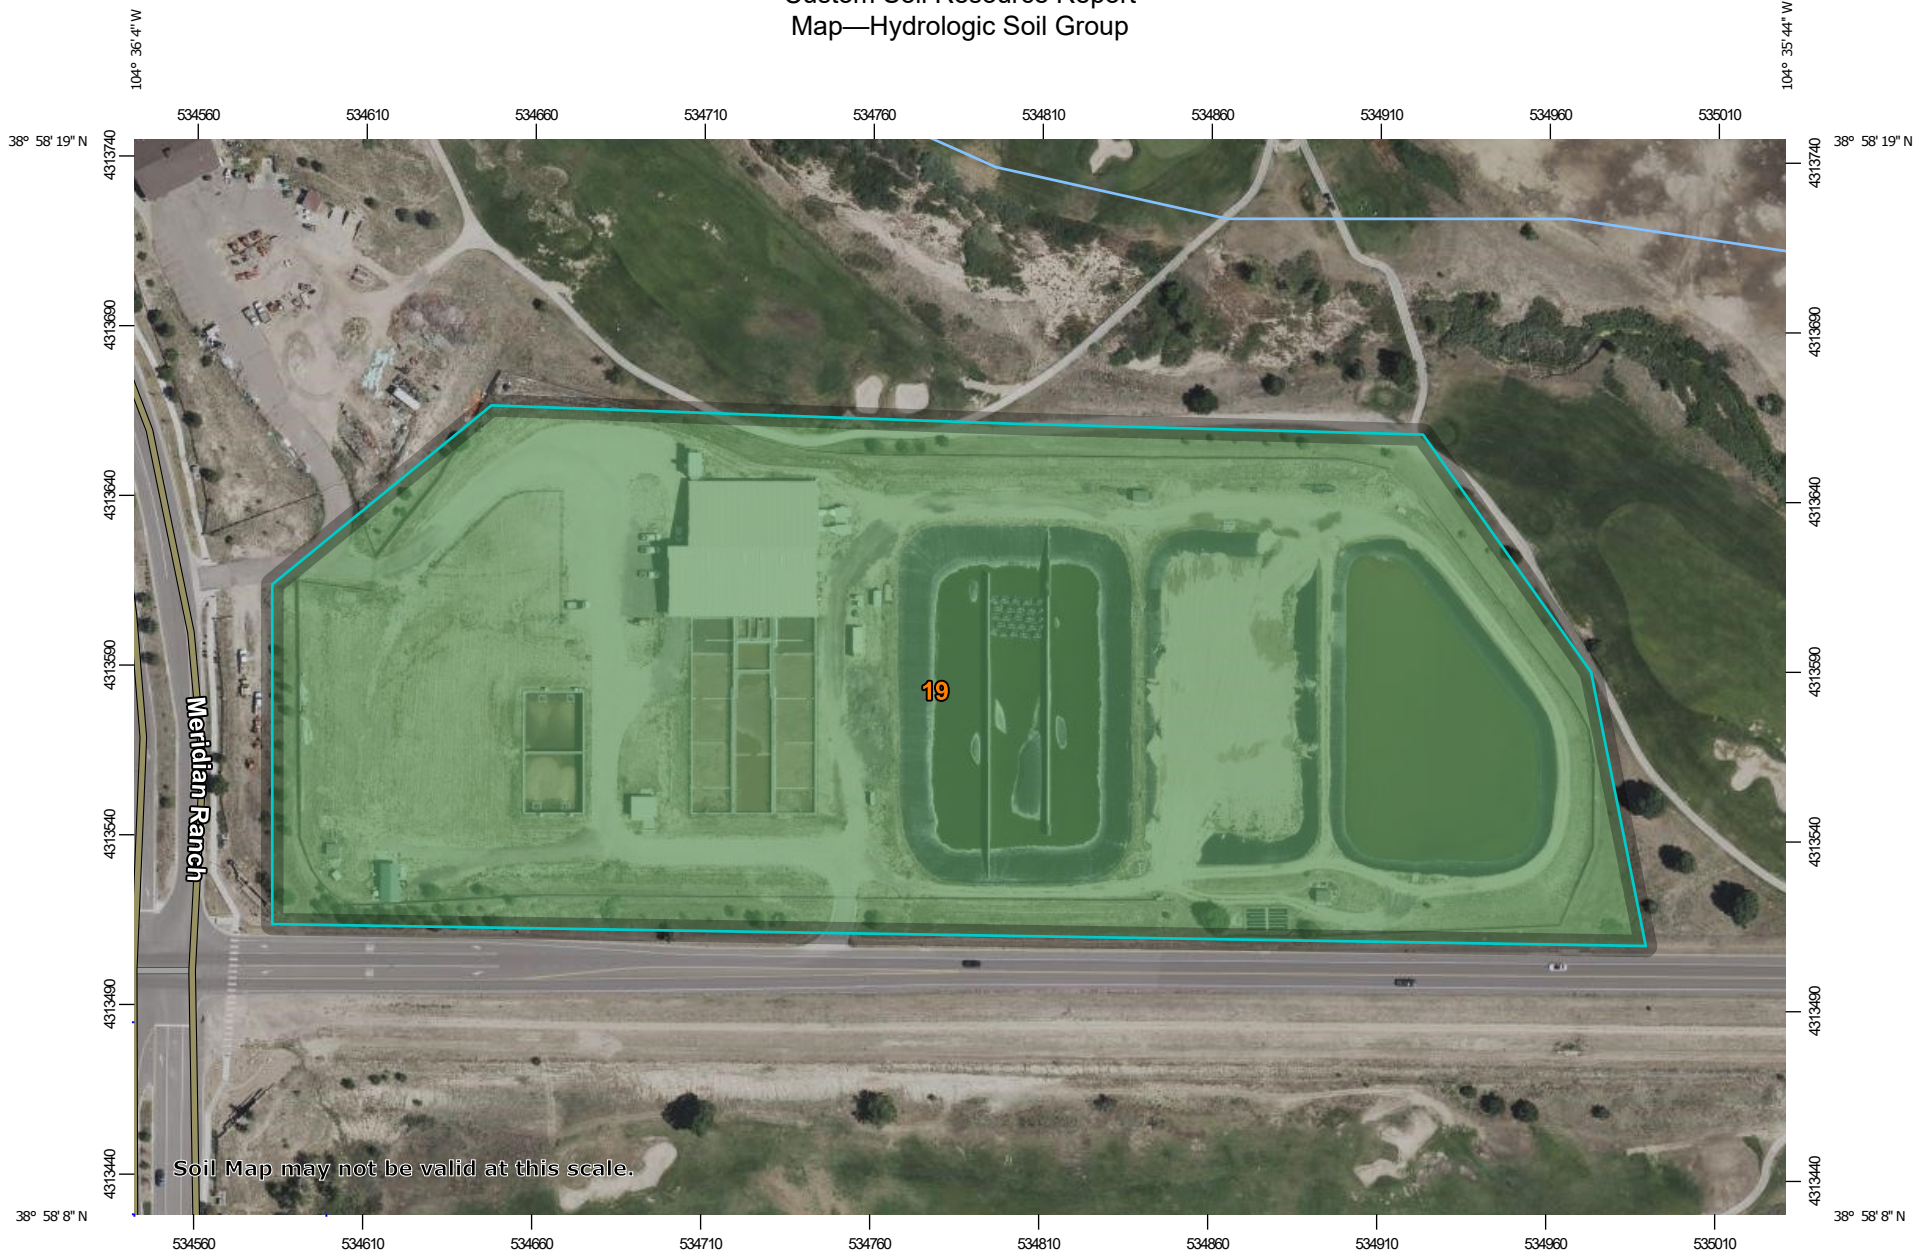 Custom Soil Resource Report
Map—Hydrologic Soil Group
104° 36' 4" W
104° 35' 44" W
534560 534610 534660 534710 534760 534810 534860 534910 534960 535010
38° 58' 19" N
38° 58' 19" N
4313740
4313690
4313640
4313590
4313540
4313490
4313440
4313740
4313690
4313640
4313590
4313540
4313490
4313440
19
Meridian Ranch
Soil Map may not be valid at this scale.
38° 58' 8" N
38° 58' 8" N
534560 534610 534660 534710 534760 534810 534860 534910 534960 535010